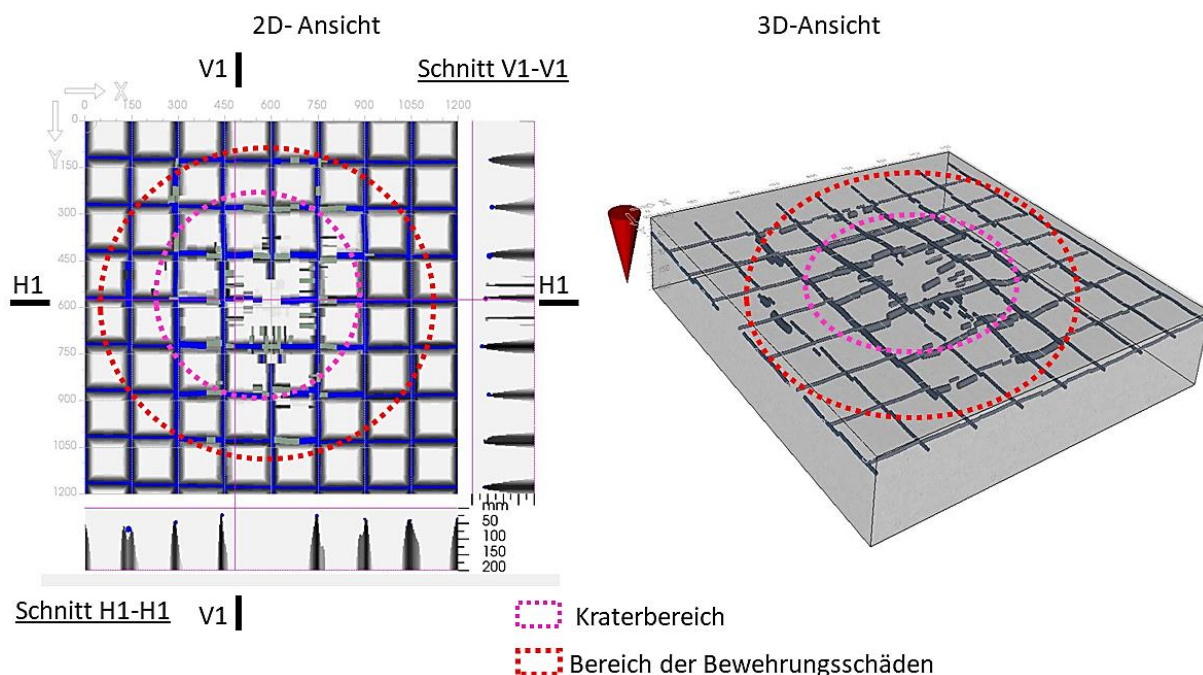 2D- Ansicht
3D-Ansicht
V1
Schnitt V1-V1
X
0 150 300 450 600 750 900 1050 1200
0
Y
150
300
450
H1
H1
600
750
900
1050
1200
mm
50
100
150
200
Schnitt H1-H1
V1
X
Kraterbereich
Bereich der Bewehrungsschäden